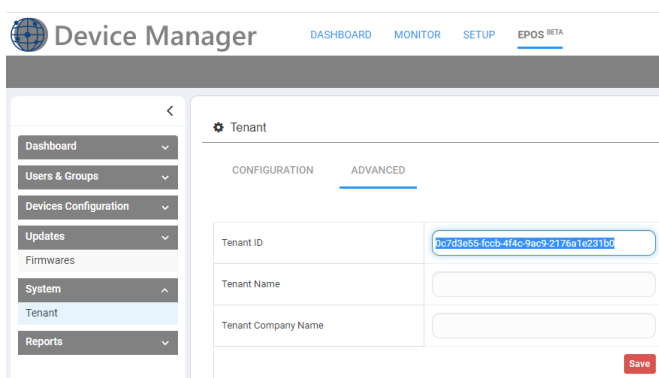 Device Manager
DASHBOARD MONITOR SETUP EPOS BETA
Tenant
Dashboard
CONFIGURATION ADVANCED
Users & Groups
Devices Configuration
Updates
Tenant ID 0c7d3e55-fccb-4f4c-9ac9-2176a1e231b0
Firmwares
System
Tenant Name
Tenant
Tenant Company Name
Reports
Save